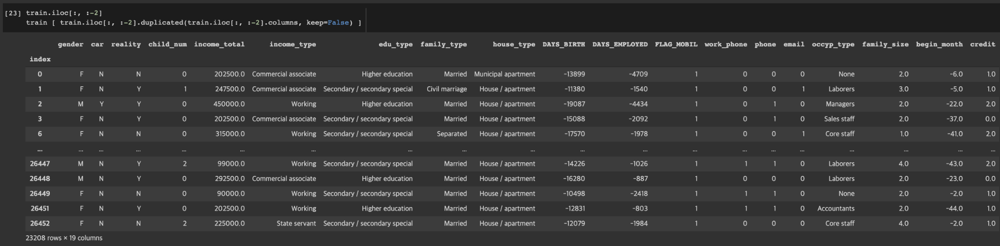 [23] train.iloc[:, :-2]
train [ train.iloc[:, :-2].duplicated(train.iloc[:, :-2].columns, keep=False) ]
gender car reality child_num income_total income_type edu_type family_type house_type DAYS_BIRTH DAYS_EMPLOYED FLAG_MOBIL work_phone phone email occyp_type family_size begin_month credit
index
0 F N N 0 202500.0 Commercial associate Higher education Married Municipal apartment -13899 -4709 1 0 0 0 None 2.0 -6.0 1.0
1 F N Y 1 247500.0 Commercial associate Secondary / secondary special Civil marriage House / apartment -11380 -1540 1 0 0 1 Laborers 3.0 -5.0 1.0
2 M Y Y 0 450000.0 Working Higher education Married House / apartment -19087 -4434 1 0 1 0 Managers 2.0 -22.0 2.0
3 F N Y 0 202500.0 Commercial associate Secondary / secondary special Married House / apartment -15088 -2092 1 0 1 0 Sales staff 2.0 -37.0 0.0
6 F N N 0 315000.0 Working Secondary / secondary special Separated House / apartment -17570 -1978 1 0 0 1 Core staff 1.0 -41.0 2.0
... ... ... ... ... ... ... ... ... ... ... ... ... ... ... ... ... ... ... ...
26447 M N Y 2 99000.0 Working Secondary / secondary special Married House / apartment -14226 -1026 1 1 1 0 Laborers 4.0 -43.0 2.0
26448 M N Y 0 292500.0 Commercial associate Higher education Married House / apartment -16280 -887 1 0 0 0 Laborers 2.0 -23.0 0.0
26449 F N N 0 90000.0 Working Secondary / secondary special Married House / apartment -10498 -2418 1 1 1 0 None 2.0 -2.0 1.0
26451 F N Y 0 202500.0 Working Higher education Married House / apartment -12831 -803 1 1 1 0 Accountants 2.0 -44.0 1.0
26452 F N N 2 225000.0 State servant Secondary / secondary special Married House / apartment -12079 -1984 1 0 0 0 Core staff 4.0 -2.0 1.0
23208 rows × 19 columns